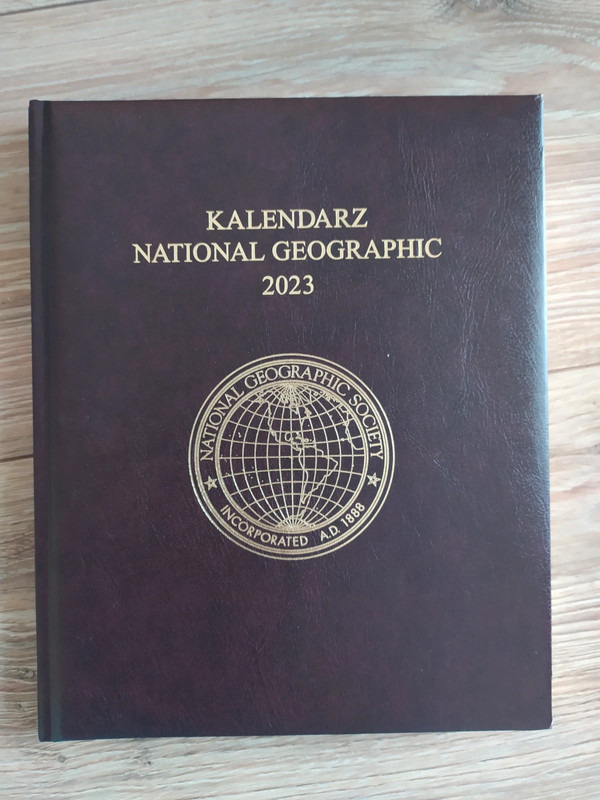 KALENDARZ
NATIONAL GEOGRAPHIC
2023
NATIONAL GEOGRAPHIC SOCIETY
INCORPORATED A.D. 1888